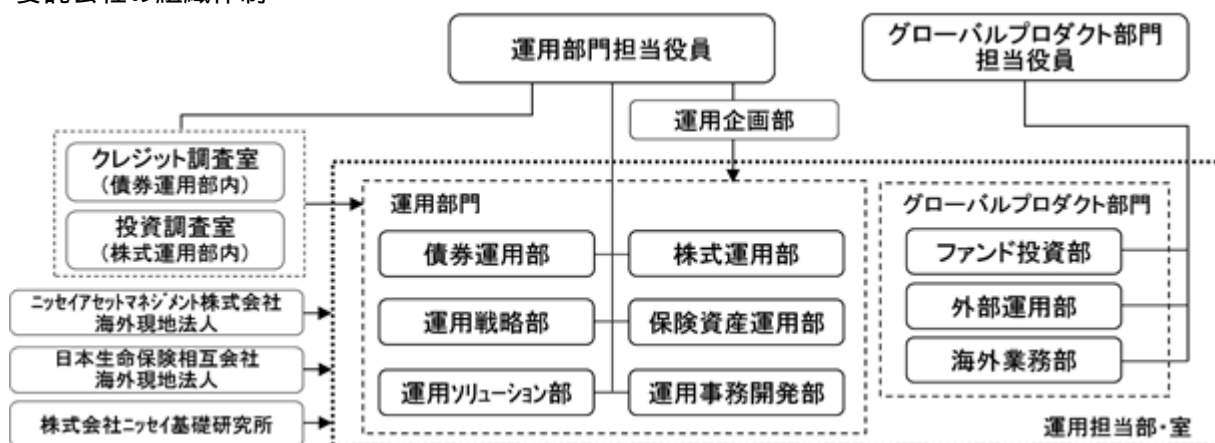 運用部門担当役員
グローバルプロダクト部門
担当役員
運用企画部
クレジット調査室
(債券運用部内)
投資調査室
(株式運用部内)
運用部門
債券運用部
株式運用部
運用戦略部
保険資産運用部
運用ソリューション部
運用事務開発部
グローバルプロダクト部門
ファンド投資部
外部運用部
海外業務部
ニッセイアセットマネジメント株式会社
海外現地法人
日本生命保険相互会社
海外現地法人
株式会社ニッセイ基礎研究所
運用担当部・室